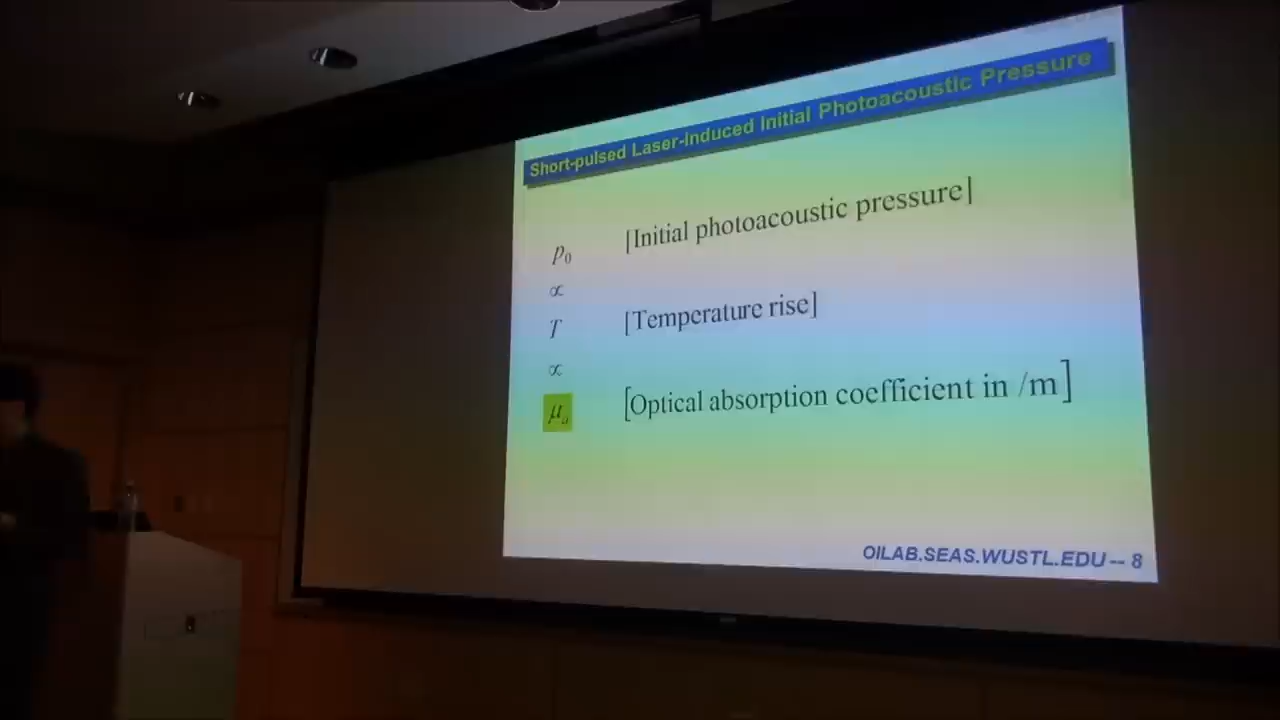 Short-pulsed Laser-induced Initial Photoacoustic Pressure
p₀ [Initial photoacoustic pressure]
∝
T [Temperature rise]
∝
μₐ [Optical absorption coefficient in /m]
OILAB.SEAS.WUSTL.EDU -- 8